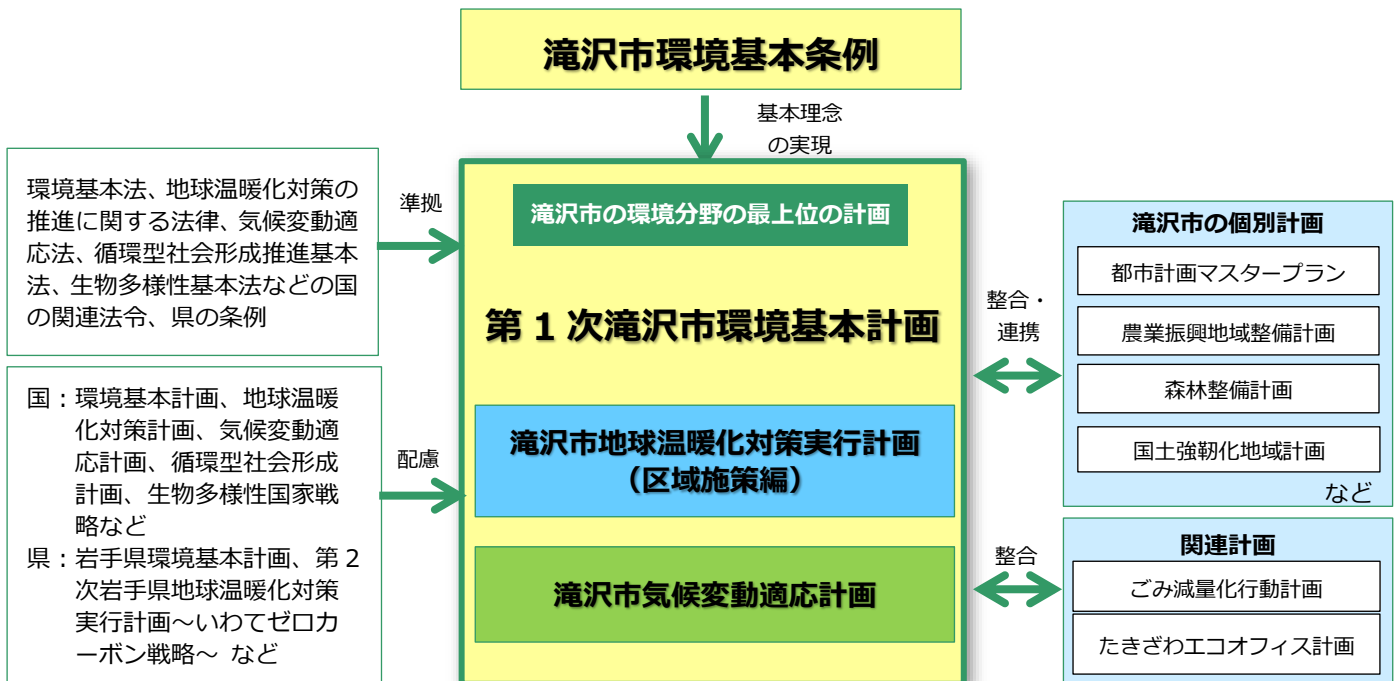 滝沢市環境基本条例
基本理念
の実現
環境基本法、地球温暖化対策の
推進に関する法律、気候変動適
応法、循環型社会形成推進基本
法、生物多様性基本法などの国
の関連法令、県の条例
準拠
国：環境基本計画、地球温暖
化対策計画、気候変動適
応計画、循環型社会形成
計画、生物多様性国家戦
略など
県：岩手県環境基本計画、第２
次岩手県地球温暖化対策
実行計画～いわてゼロカ
ーボン戦略～ など
配慮
滝沢市の環境分野の最上位の計画
第１次滝沢市環境基本計画
滝沢市地球温暖化対策実行計画
（区域施策編）
滝沢市気候変動適応計画
整合・
連携
滝沢市の個別計画
都市計画マスタープラン
農業振興地域整備計画
森林整備計画
国土強靭化地域計画
など
整合
関連計画
ごみ減量化行動計画
たきざわエコオフィス計画